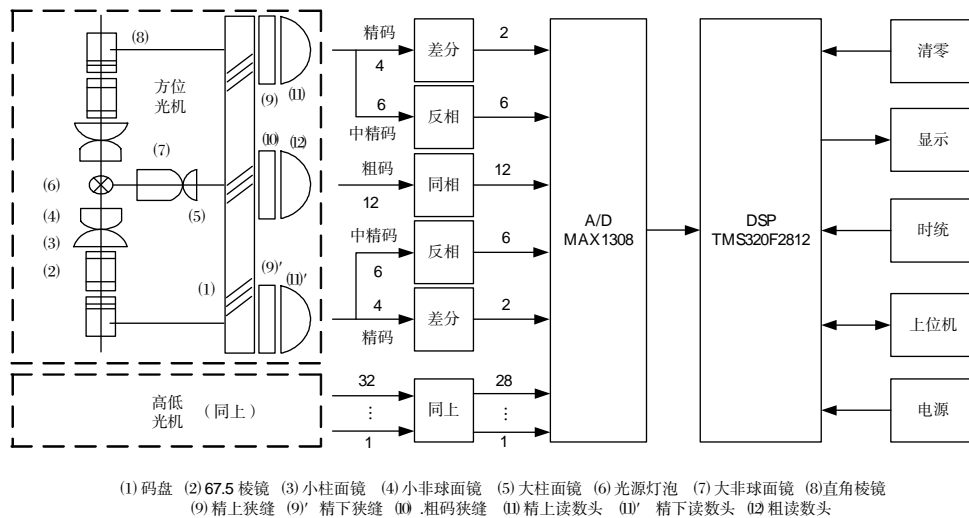 (8)
方位
光机
(7)
(6)
(5)
(4)
(3)
(2)
(1)
(9)
(11)
(10)
(12)
(9)′
(11)′
精码
4
差分
2
6
中精码
反相
6
粗码
12
同相
12
中精码
6
反相
6
4
精码
差分
2
A/D
MAX1308
DSP
TMS320F2812
清零
显示
时统
上位机
电源
高低
光机
(同上)
32
⋮
1
同上
28
⋮
1
(1) 码盘 (2) 67.5 棱镜 (3) 小柱面镜 (4) 小非球面镜 (5) 大柱面镜 (6) 光源灯泡 (7) 大非球面镜 (8)直角棱镜
(9) 精上狭缝 (9)′ 精下狭缝 (10) .粗码狭缝 (11) 精上读数头 (11)′ 精下读数头 (12) 粗读数头